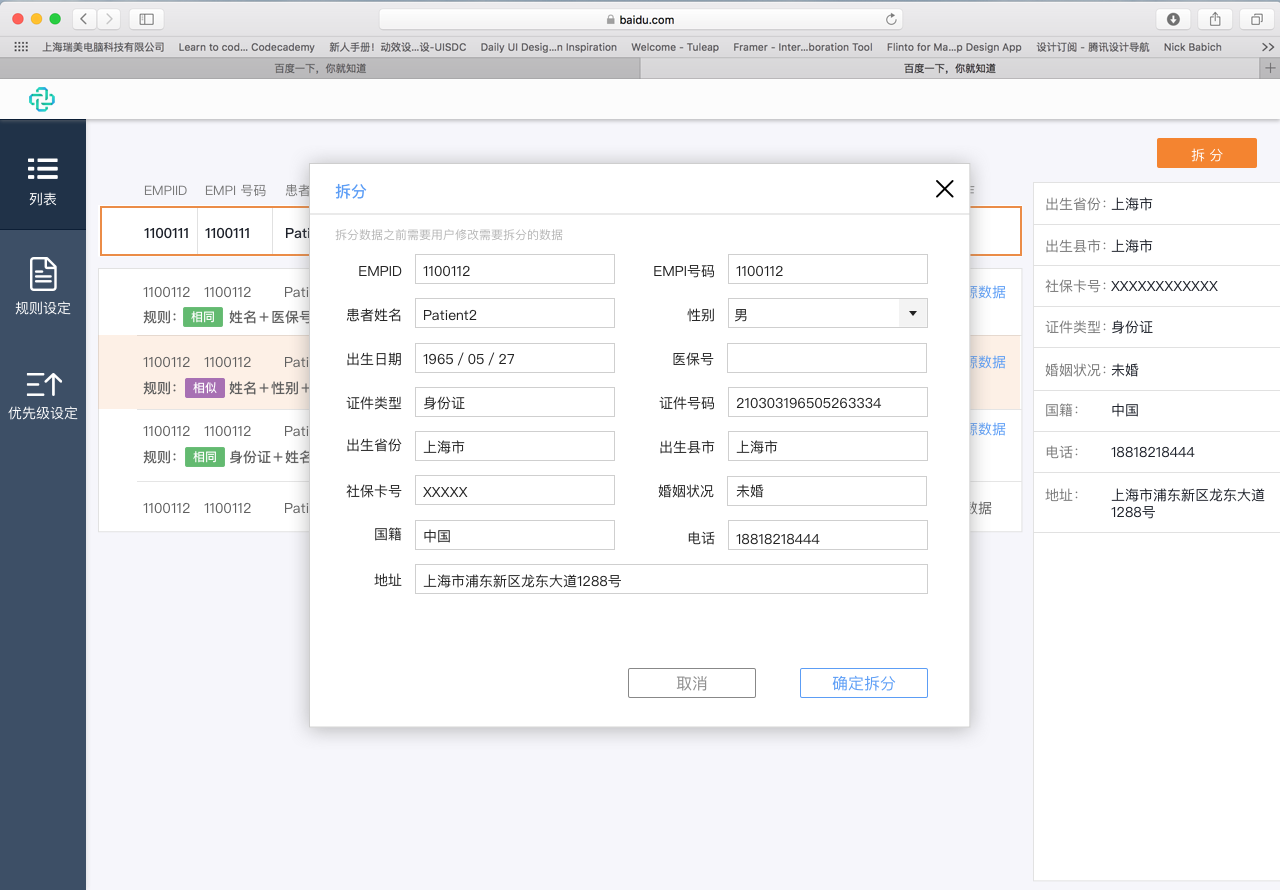 baidu.com
上海瑞美电脑科技有限公司 Learn to cod... Codecademy 新人手册！动效设...设-UISDC Daily UI Desig...n Inspiration Welcome - Tuleap Framer - Inter...boration Tool Flinto for Ma...p Design App 设计订阅 - 腾讯设计导航 Nick Babich
百度一下，你就知道 百度一下，你就知道
列表
规则设定
优先级设定
拆 分
EMPIID EMPI 号码 患者
1100111 1100111 Pati
1100112 1100112 Pati 源数据
规则： 相同 姓名＋医保号
1100112 1100112 Pati 源数据
规则： 相似 姓名＋性别＋
1100112 1100112 Pati 源数据
规则： 相同 身份证＋姓名
1100112 1100112 Pati 数据
拆分
拆分数据之前需要用户修改需要拆分的数据
EMPID 1100112 EMPI号码 1100112
患者姓名 Patient2 性别 男
出生日期 1965 / 05 / 27 医保号
证件类型 身份证 证件号码 210303196505263334
出生省份 上海市 出生县市 上海市
社保卡号 XXXXX 婚姻状况 未婚
国籍 中国 电话 18818218444
地址 上海市浦东新区龙东大道1288号
取消 确定拆分
出生省份： 上海市
出生县市： 上海市
社保卡号： XXXXXXXXXXXX
证件类型： 身份证
婚姻状况： 未婚
国籍： 中国
电话： 18818218444
地址： 上海市浦东新区龙东大道
1288号